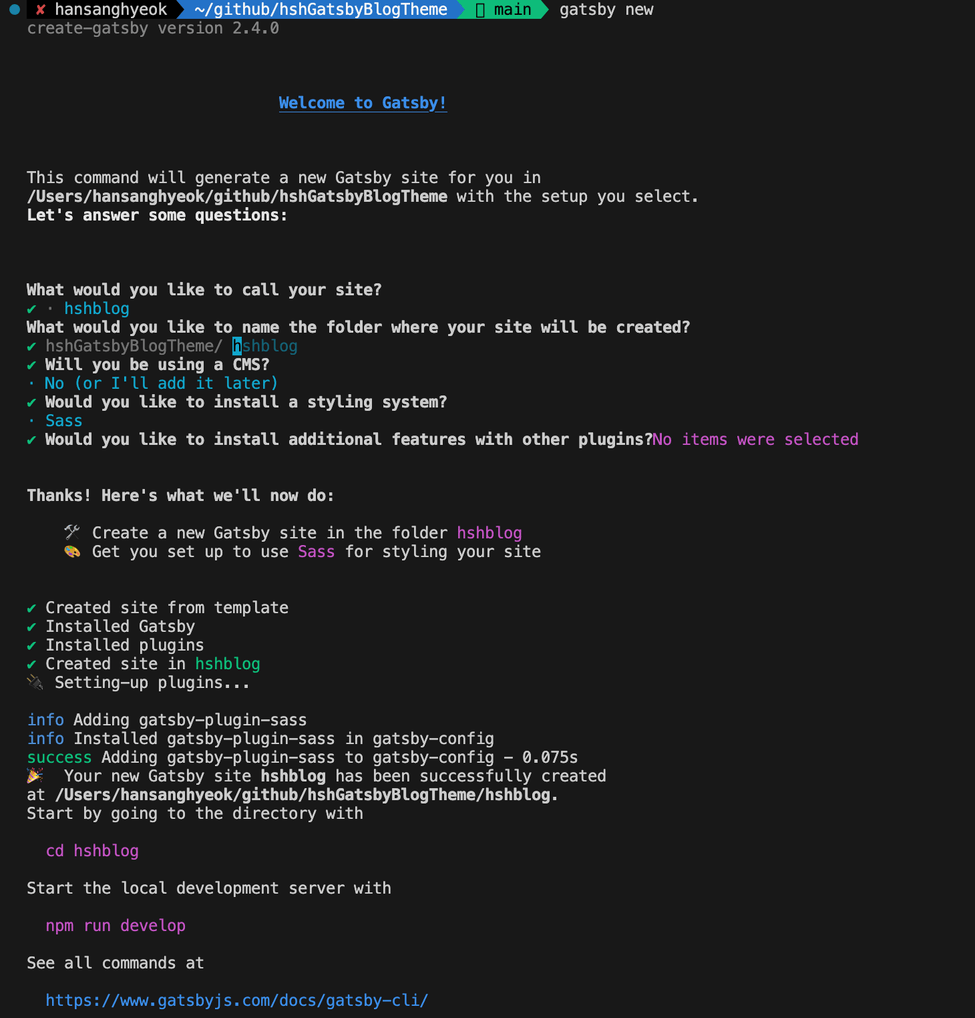 ✘ hansanghyeok ~/github/hshGatsbyBlogTheme main gatsby new
create-gatsby version 2.4.0
Welcome to Gatsby!
This command will generate a new Gatsby site for you in
/Users/hansanghyeok/github/hshGatsbyBlogTheme with the setup you select.
Let's answer some questions:
What would you like to call your site?
✔ · hshblog
What would you like to name the folder where your site will be created?
✔ hshGatsbyBlogTheme/ hshblog
✔ Will you be using a CMS?
· No (or I'll add it later)
✔ Would you like to install a styling system?
· Sass
✔ Would you like to install additional features with other plugins?No items were selected
Thanks! Here's what we'll now do:
🛠 Create a new Gatsby site in the folder hshblog
🎨 Get you set up to use Sass for styling your site
✔ Created site from template
✔ Installed Gatsby
✔ Installed plugins
✔ Created site in hshblog
🔌 Setting-up plugins...
info Adding gatsby-plugin-sass
info Installed gatsby-plugin-sass in gatsby-config
success Adding gatsby-plugin-sass to gatsby-config - 0.075s
🎉 Your new Gatsby site hshblog has been successfully created
at /Users/hansanghyeok/github/hshGatsbyBlogTheme/hshblog.
Start by going to the directory with
cd hshblog
Start the local development server with
npm run develop
See all commands at
https://www.gatsbyjs.com/docs/gatsby-cli/